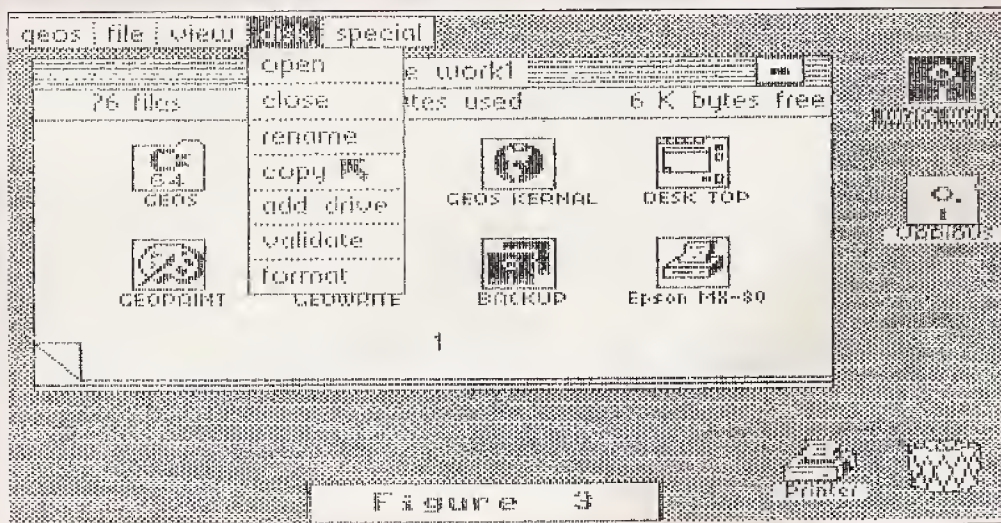 geos file view disk special
open
e work1
76 files
close
tes used
6 K bytes free
rename
copy
add drive
validate
format
64
GEOS
GEOS KERNAL
DESK TOP
GEOPAINT
GEOWRITE
BACKUP
Epson MX-80
1
Printer
Figure 3